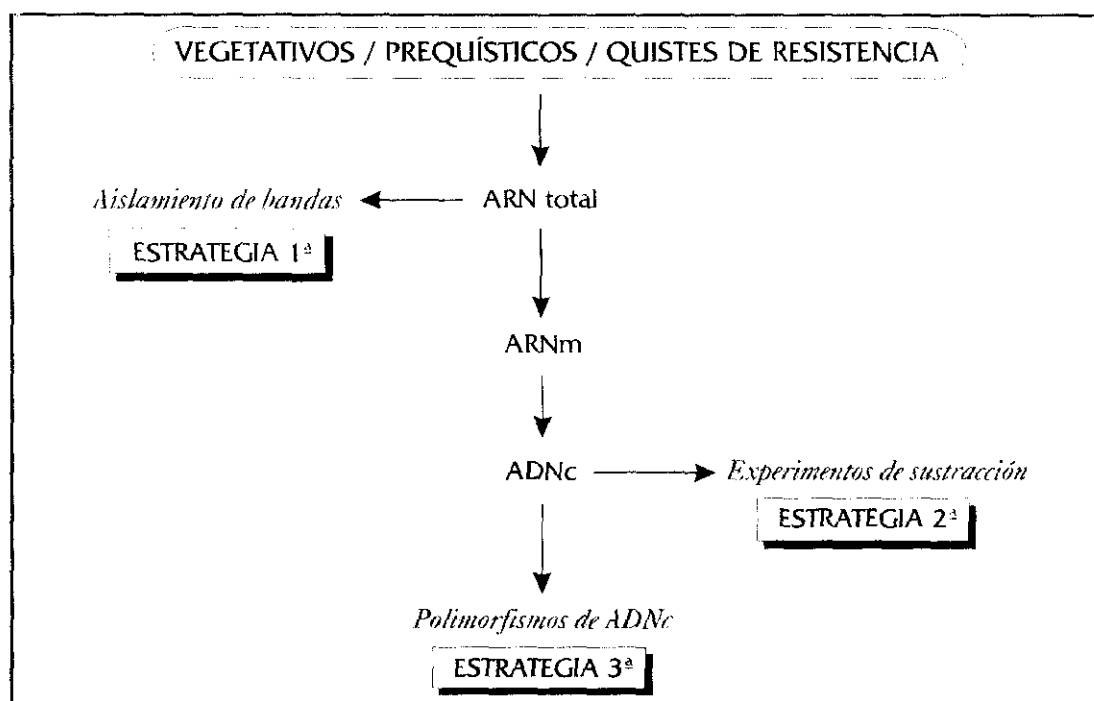 VEGETATIVOS / PREQUÍSTICOS / QUISTES DE RESISTENCIA
Aislamiento de bandas
ARN total
ESTRATEGIA 1ª
ARNm
ADNc
Experimentos de sustracción
ESTRATEGIA 2ª
Polimorfismos de ADNc
ESTRATEGIA 3ª